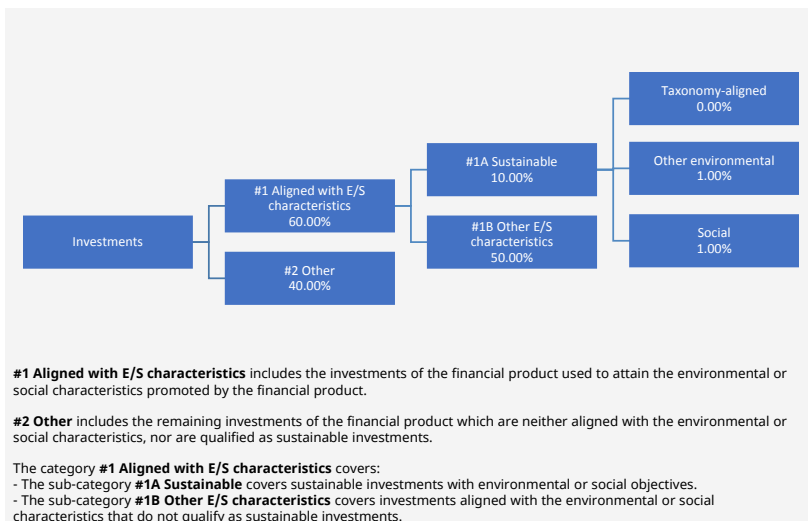 Taxonomy-aligned
0.00%
#1A Sustainable
10.00%
Other environmental
1.00%
#1 Aligned with E/S
characteristics
60.00%
#1B Other E/S
characteristics
50.00%
Social
1.00%
Investments
#2 Other
40.00%
#1 Aligned with E/S characteristics includes the investments of the financial product used to attain the environmental or
social characteristics promoted by the financial product.
#2 Other includes the remaining investments of the financial product which are neither aligned with the environmental or
social characteristics, nor are qualified as sustainable investments.
The category #1 Aligned with E/S characteristics covers:
- The sub-category #1A Sustainable covers sustainable investments with environmental or social objectives.
- The sub-category #1B Other E/S characteristics covers investments aligned with the environmental or social
characteristics that do not qualify as sustainable investments.